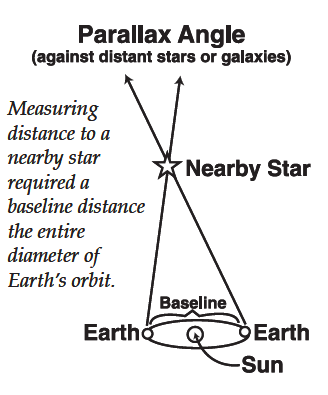 Parallax Angle
(against distant stars or galaxies)
Measuring
distance to a
nearby star
required a
baseline distance
the entire
diameter of
Earth's orbit.
Nearby Star
Baseline
Earth
Earth
Sun